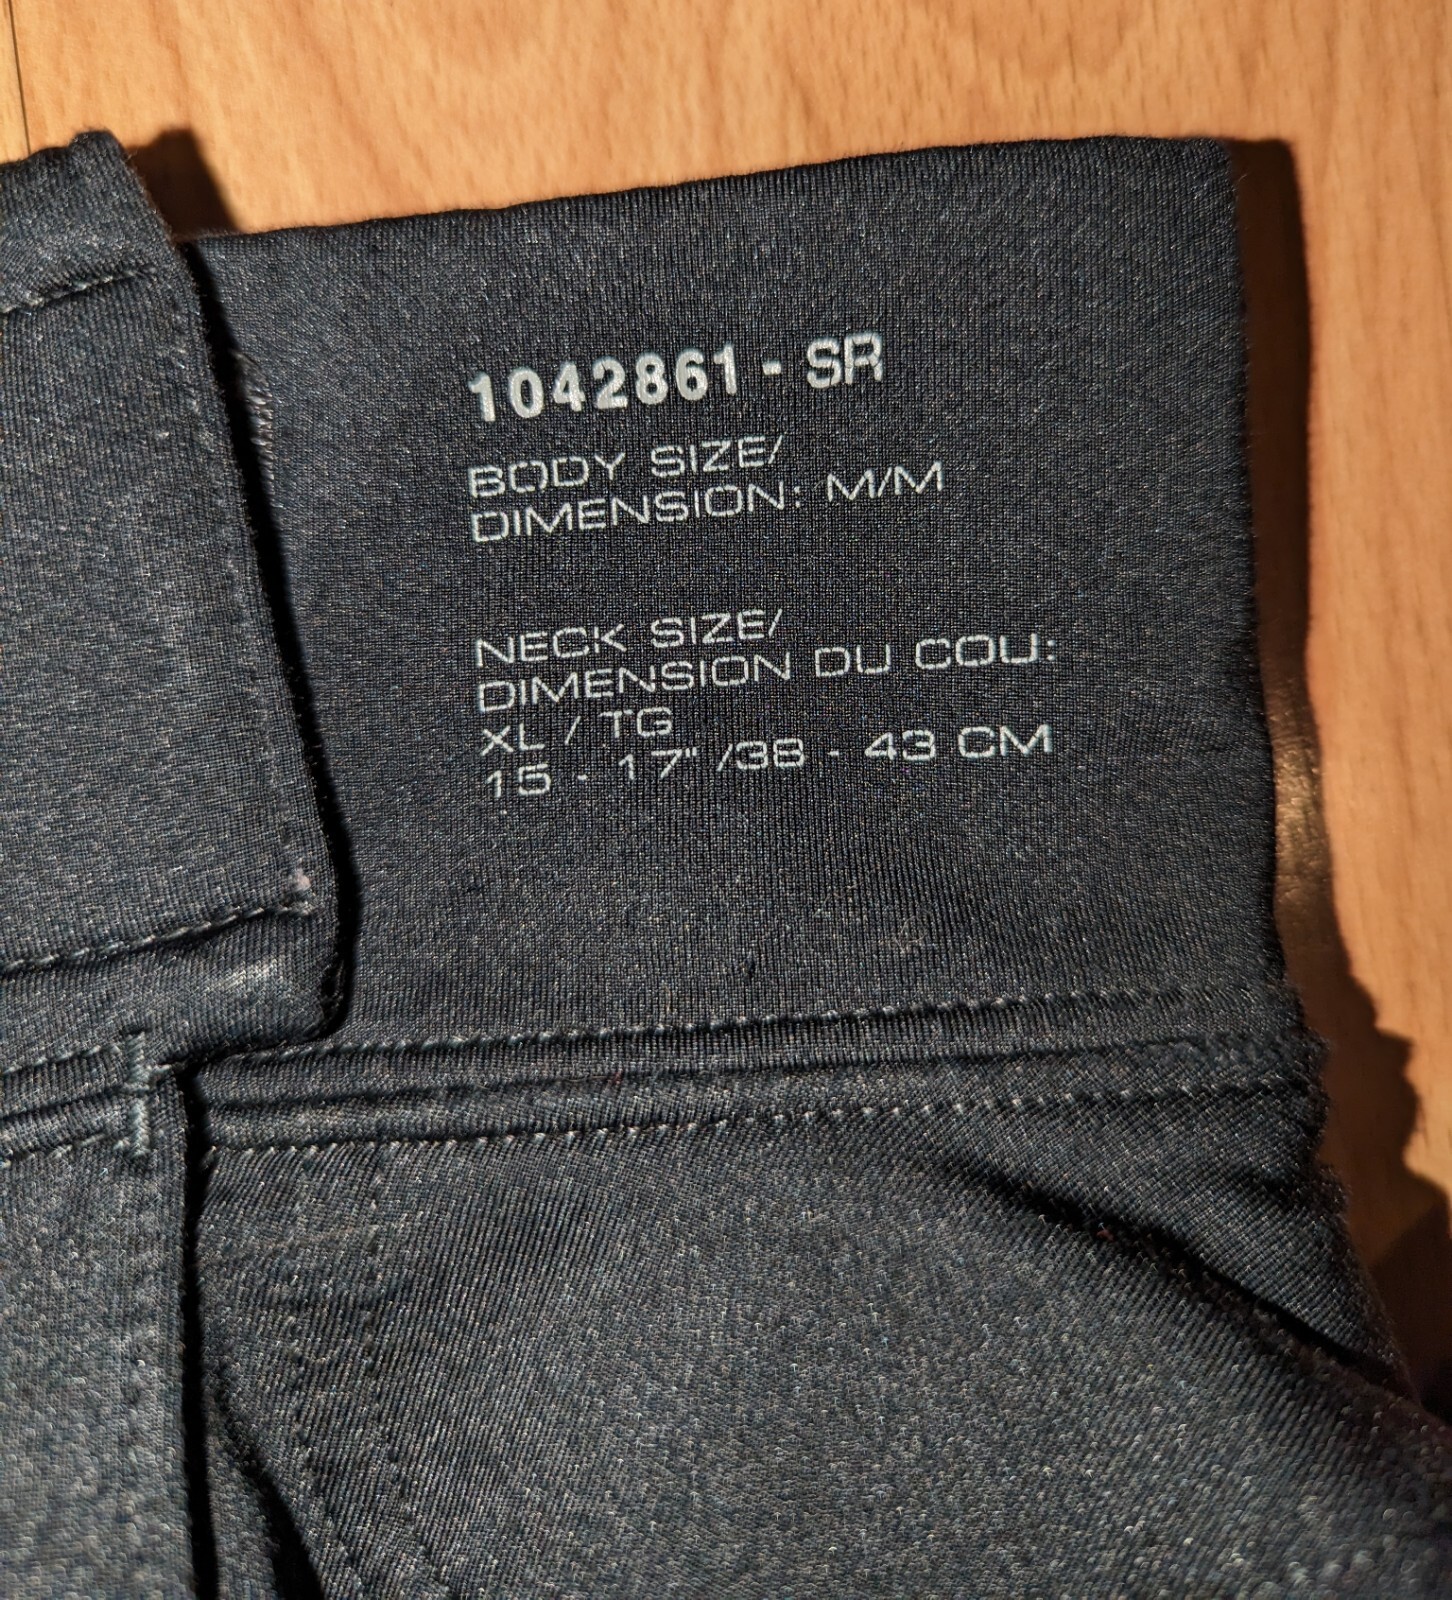 1042861 - SR
BODY SIZE/
DIMENSION: M/M
NECK SIZE/
DIMENSION DU COU:
XL / TG
15 - 17" /38 - 43 CM